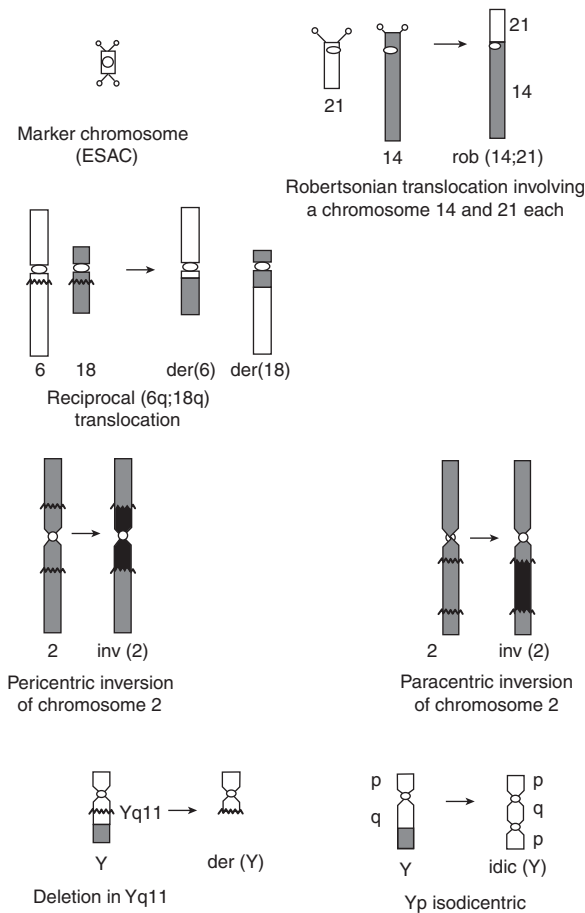 Marker chromosome
(ESAC)
21
14
21
14
rob (14;21)
Robertsonian translocation involving
a chromosome 14 and 21 each
6
18
der(6)
der(18)
Reciprocal (6q;18q)
translocation
2
inv (2)
Pericentric inversion
of chromosome 2
2
inv (2)
Paracentric inversion
of chromosome 2
Yq11
Y
der (Y)
Deletion in Yq11
p
q
Y
p
q
p
idic (Y)
Yp isodicentric